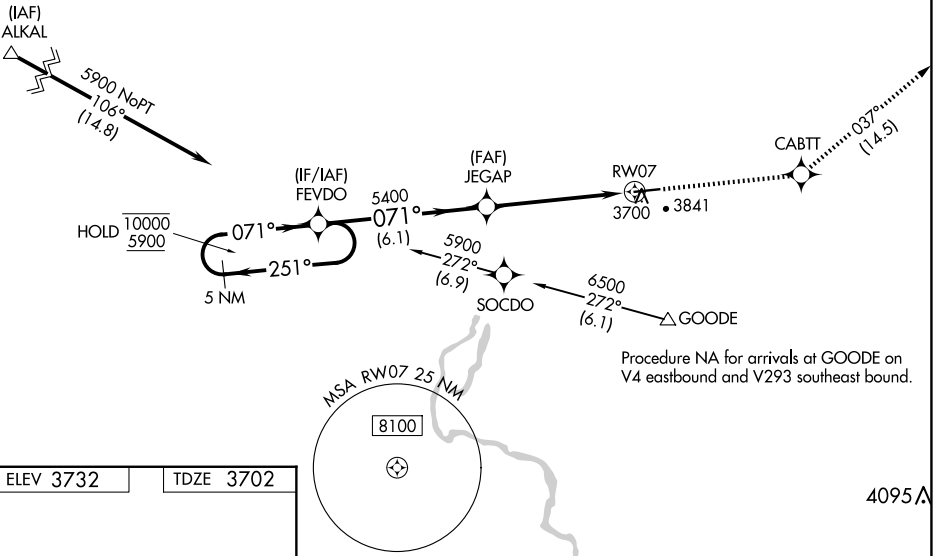 (IAF)
ALKAL
5900 NoPT
106°
(14.8)
(IF/IAF)
FEVDO
HOLD 10000
5900
071°
251°
5 NM
5400
071°
(6.1)
(FAF)
JEGAP
RW07
3700
3841
CABTT
037°
(14.5)
5900
272°
(6.9)
SOCDO
6500
272°
(6.1)
GOODE
Procedure NA for arrivals at GOODE on
V4 eastbound and V293 southeast bound.
MSA RW07 25 NM
8100
ELEV 3732
TDZE 3702
4095